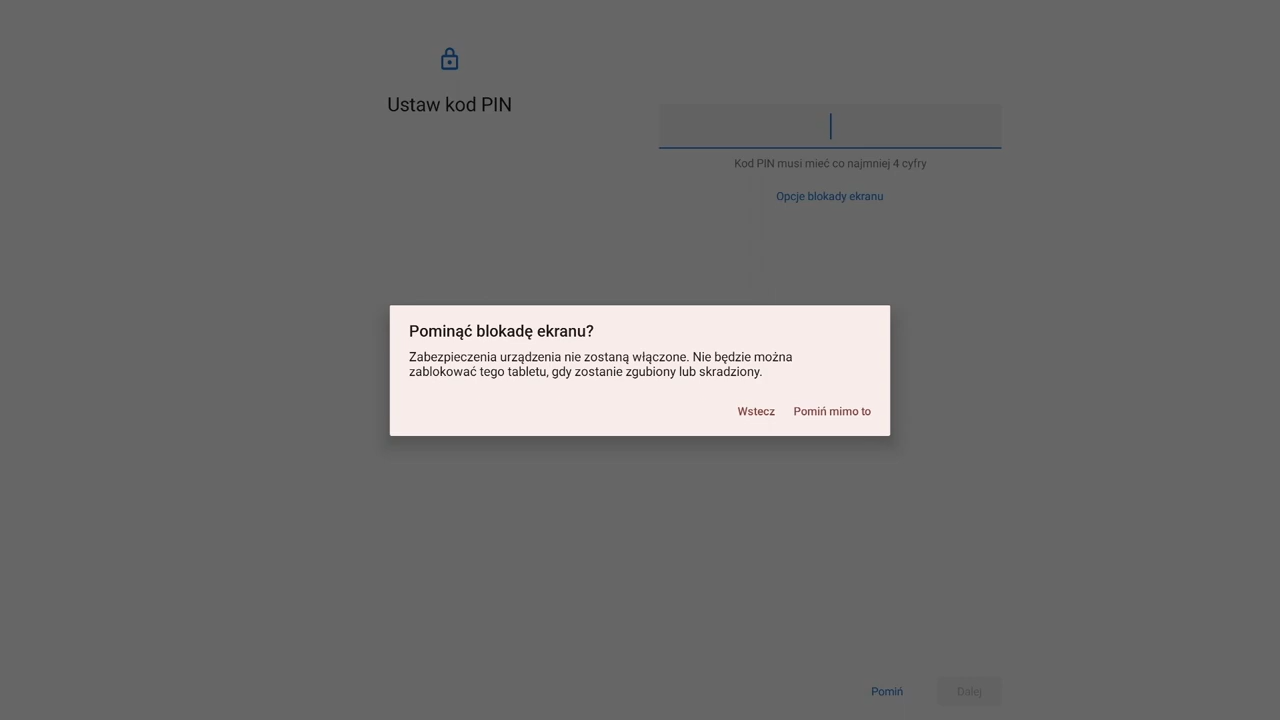 Ustaw kod PIN
Kod PIN musi mieć co najmniej 4 cyfry
Opcje blokady ekranu
Pominąć blokadę ekranu?
Zabezpieczenia urządzenia nie zostaną włączone. Nie będzie można
zablokować tego tabletu, gdy zostanie zgubiony lub skradziony.
Wstecz Pomiń mimo to
Pomiń Dalej